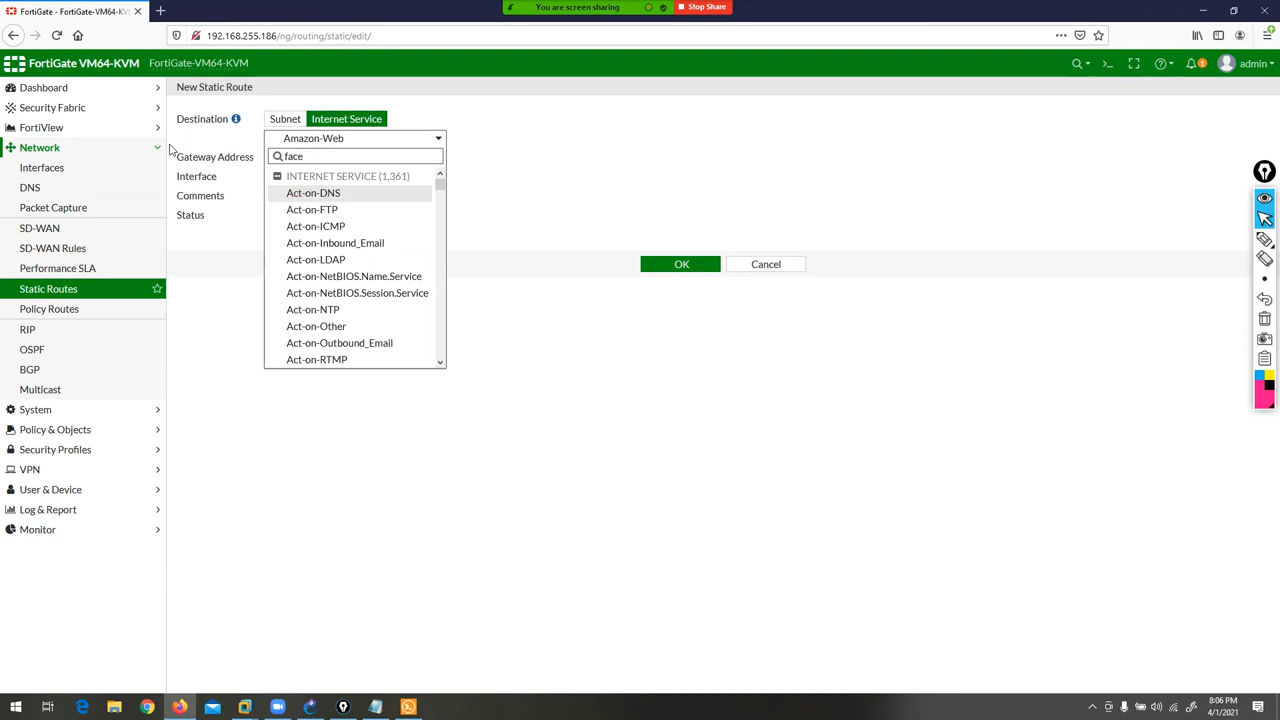 FortiGate - FortiGate-VM64-KV
You are screen sharing
Stop Share
192.168.255.186/ng/routing/static/edit/
FortiGate VM64-KVM
FortiGate-VM64-KVM
1
admin
Dashboard
Security Fabric
FortiView
Network
Interfaces
DNS
Packet Capture
SD-WAN
SD-WAN Rules
Performance SLA
Static Routes
Policy Routes
RIP
OSPF
BGP
Multicast
System
Policy & Objects
Security Profiles
VPN
User & Device
Log & Report
Monitor
New Static Route
Destination
Subnet
Internet Service
Amazon-Web
Gateway Address
Interface
Comments
Status
face
INTERNET SERVICE (1,361)
Act-on-DNS
Act-on-FTP
Act-on-ICMP
Act-on-Inbound_Email
Act-on-LDAP
Act-on-NetBIOS.Name.Service
Act-on-NetBIOS.Session.Service
Act-on-NTP
Act-on-Other
Act-on-Outbound_Email
Act-on-RTMP
OK
Cancel
8:06 PM
4/1/2021